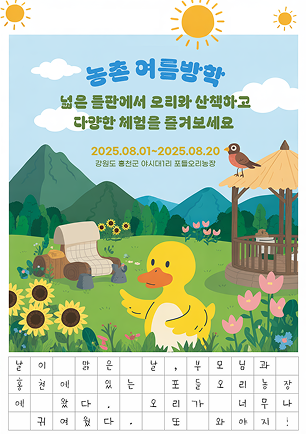 농촌 여름방학
넓은 들판에서 오리와 산책하고
다양한 체험을 즐겨보세요
2025.08.01~2025.08.20
강원도 홍천군 아시대1리 포들오리농장
날이 맑은 날, 부모님과
홍천에 있는 포들오리농장
에 왔다. 오리가 너무나
귀여웠다. 또 와야지!